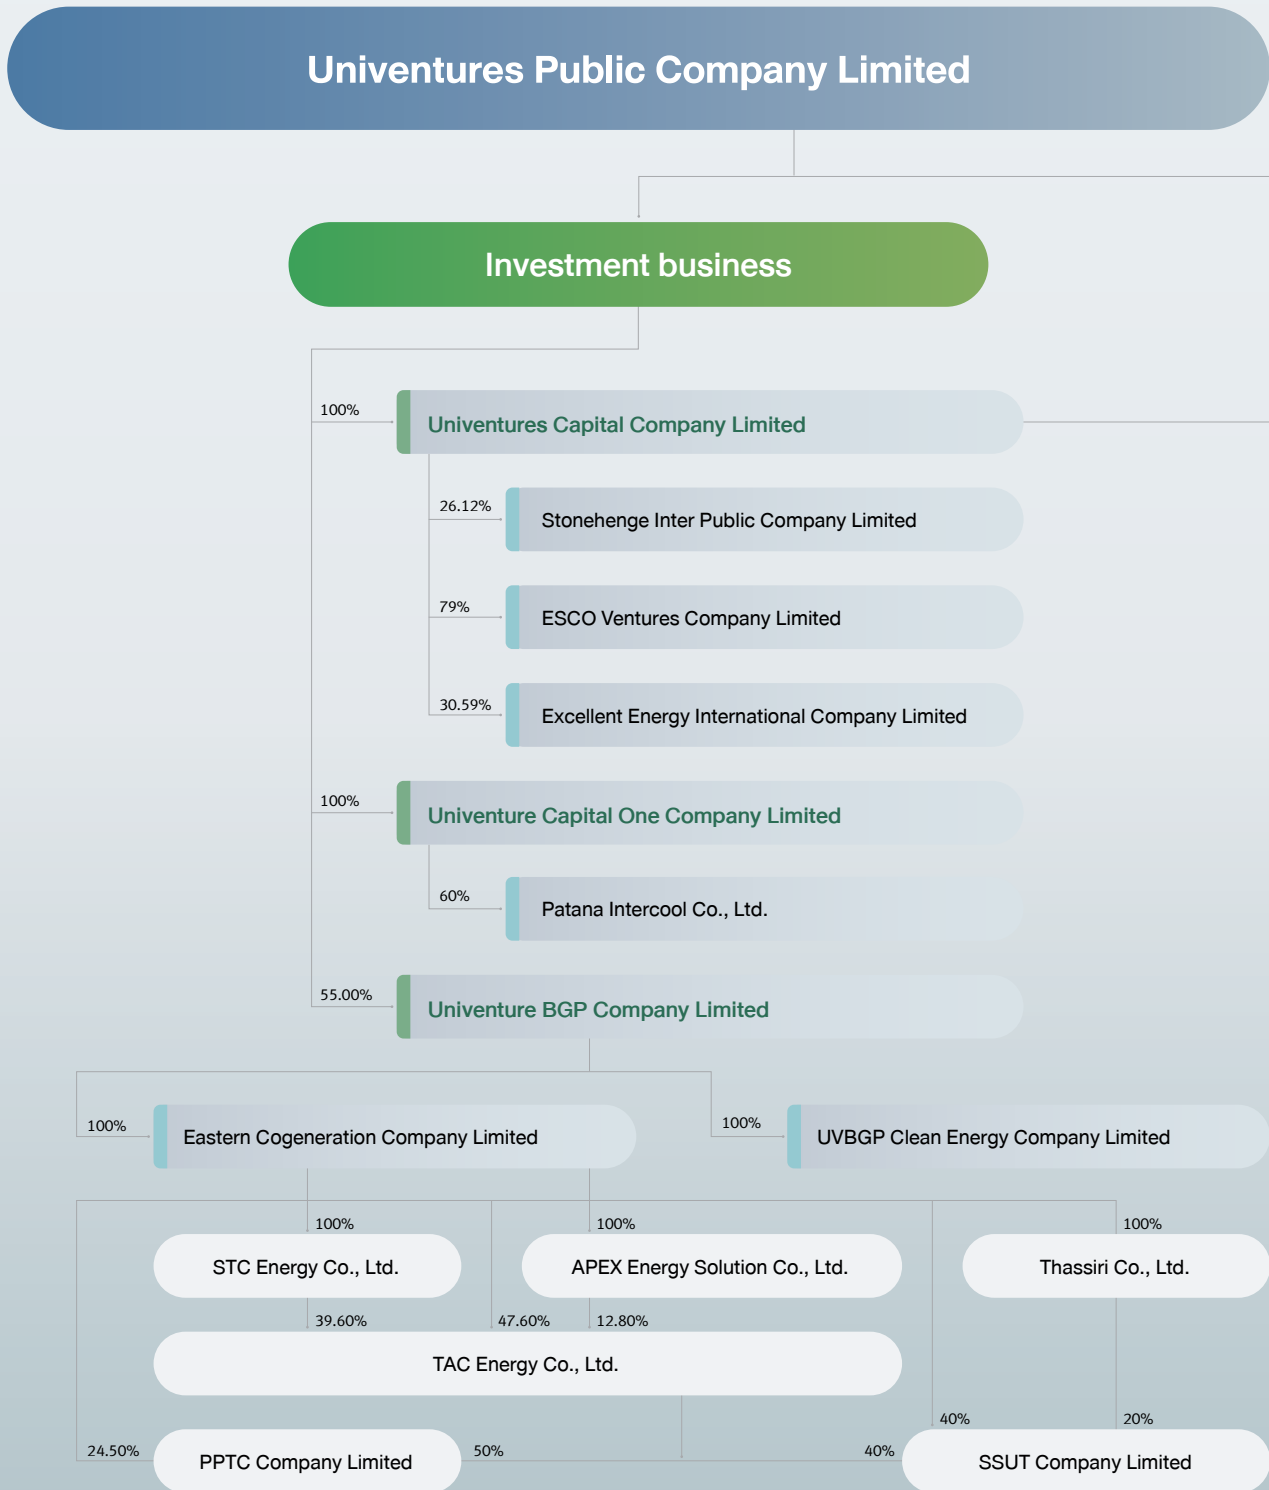 Univentures Public Company Limited
Investment business
100%
Univentures Capital Company Limited
26.12%
Stonehenge Inter Public Company Limited
79%
ESCO Ventures Company Limited
30.59%
Excellent Energy International Company Limited
100%
Univenture Capital One Company Limited
60%
Patana Intercool Co., Ltd.
55.00%
Univenture BGP Company Limited
100%
Eastern Cogeneration Company Limited
100%
UVBGP Clean Energy Company Limited
100%
STC Energy Co., Ltd.
100%
APEX Energy Solution Co., Ltd.
100%
Thassiri Co., Ltd.
39.60%
47.60%
12.80%
TAC Energy Co., Ltd.
24.50%
PPTC Company Limited
50%
40%
40%
20%
SSUT Company Limited